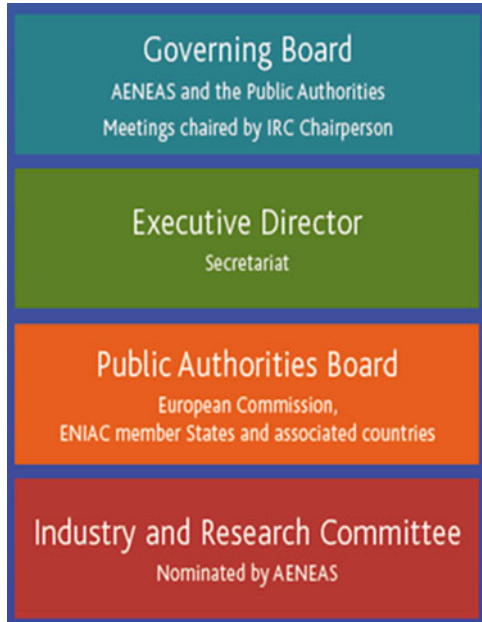 Governing Board
AENEAS and the Public Authorities
Meetings chaired by IRC Chairperson
Executive Director
Secretariat
Public Authorities Board
European Commission,
ENIAC member States and associated countries
Industry and Research Committee
Nominated by AENEAS